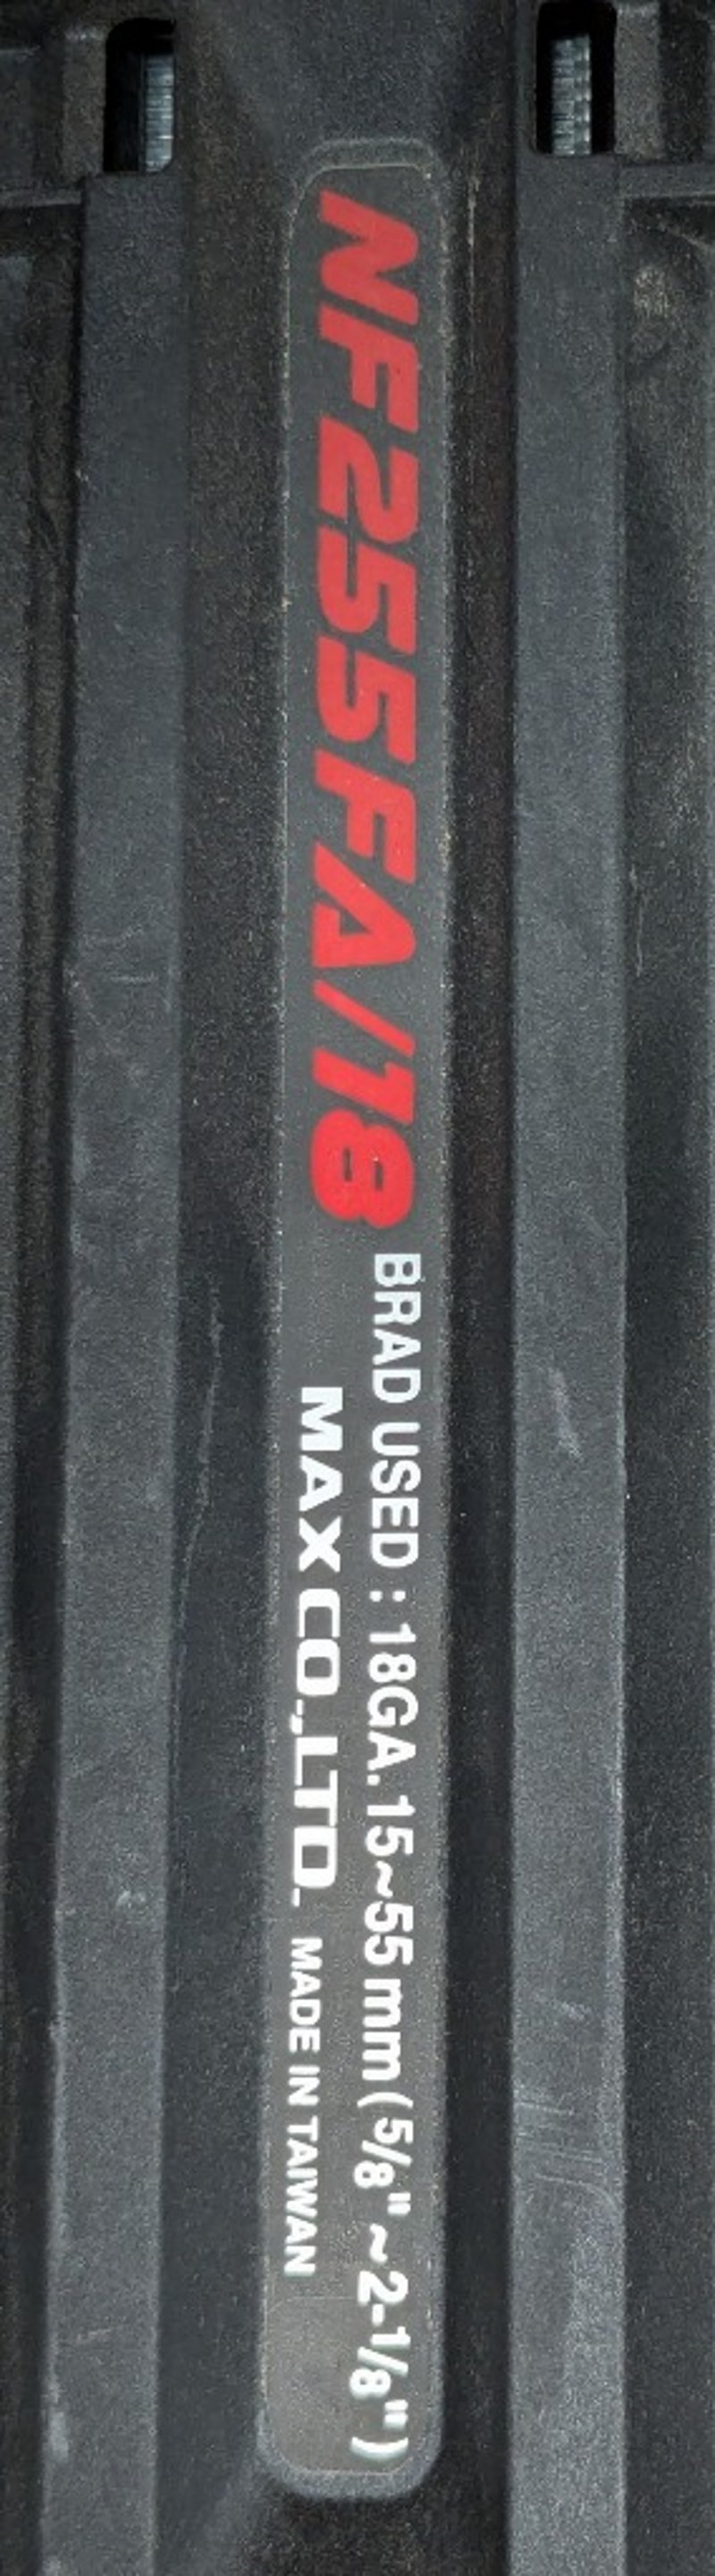 NF255FA/18
BRAD USED : 18GA. 15~55 mm ( 5/8" ~ 2-1/8" )
MAX CO.,LTD. MADE IN TAIWAN